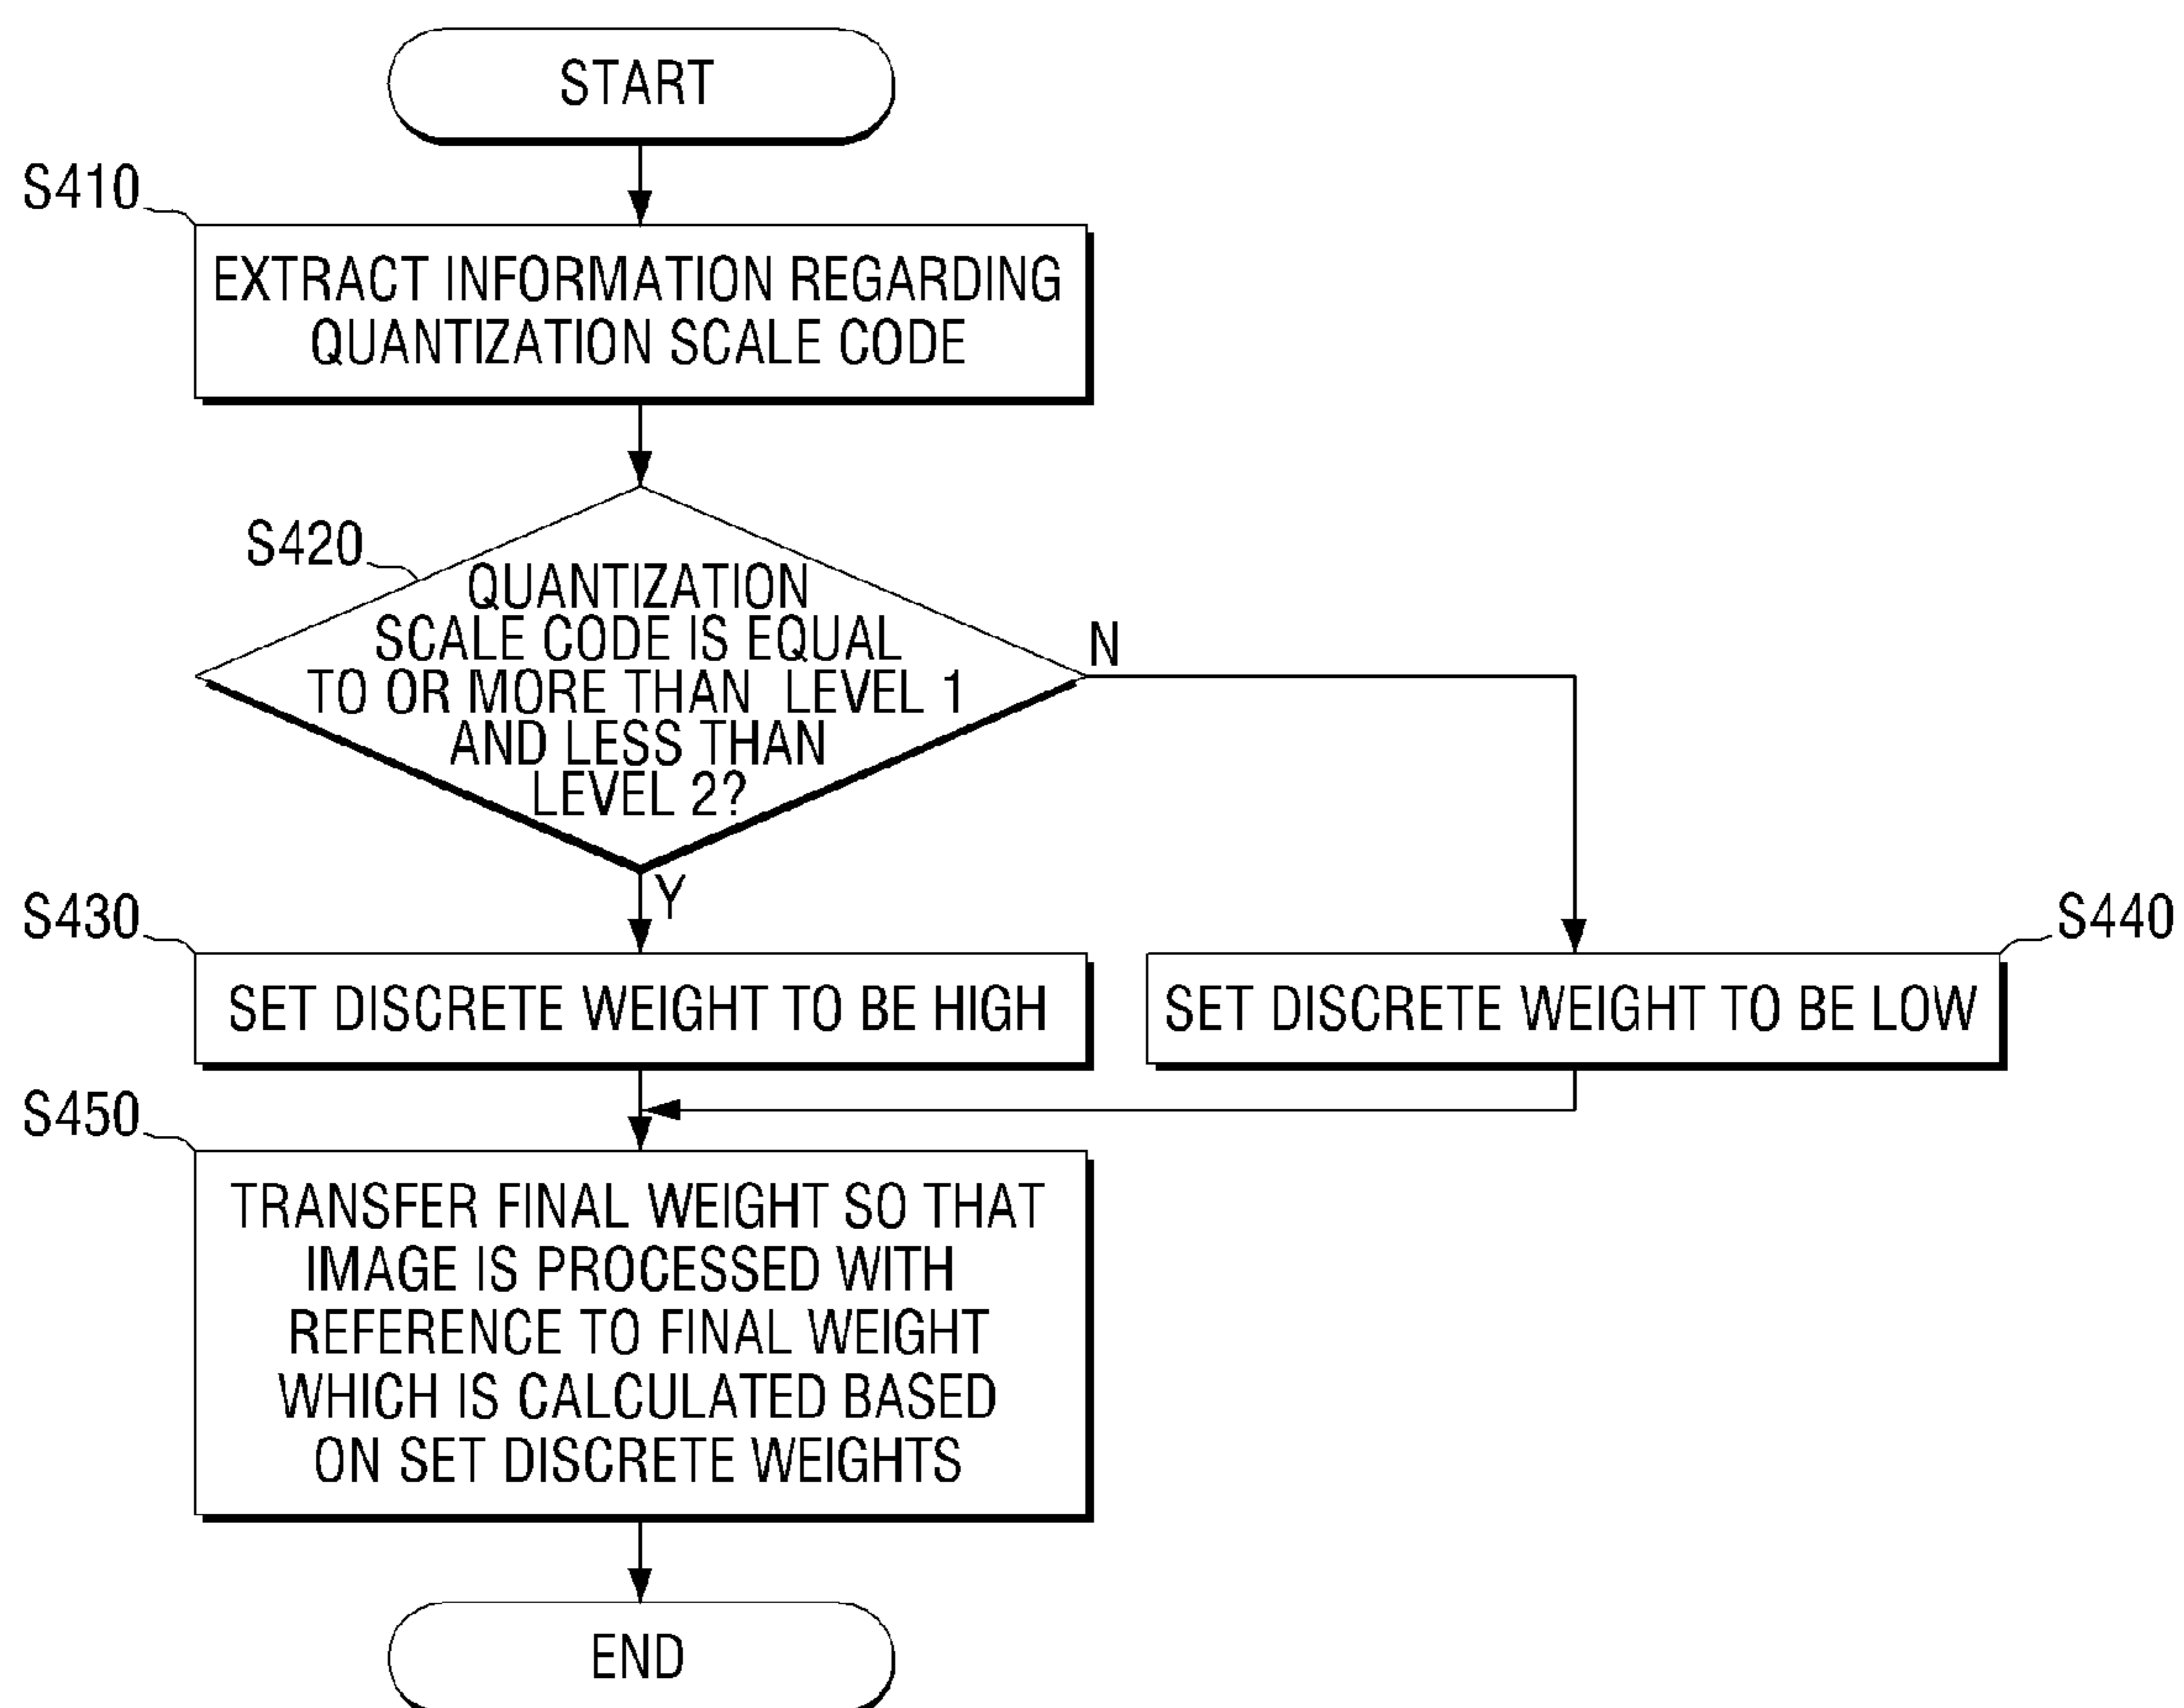 START
S410
EXTRACT INFORMATION REGARDING
QUANTIZATION SCALE CODE
S420
QUANTIZATION
SCALE CODE IS EQUAL
TO OR MORE THAN LEVEL 1
AND LESS THAN
LEVEL 2?
N
Y
S430
SET DISCRETE WEIGHT TO BE HIGH
S440
SET DISCRETE WEIGHT TO BE LOW
S450
TRANSFER FINAL WEIGHT SO THAT
IMAGE IS PROCESSED WITH
REFERENCE TO FINAL WEIGHT
WHICH IS CALCULATED BASED
ON SET DISCRETE WEIGHTS
END